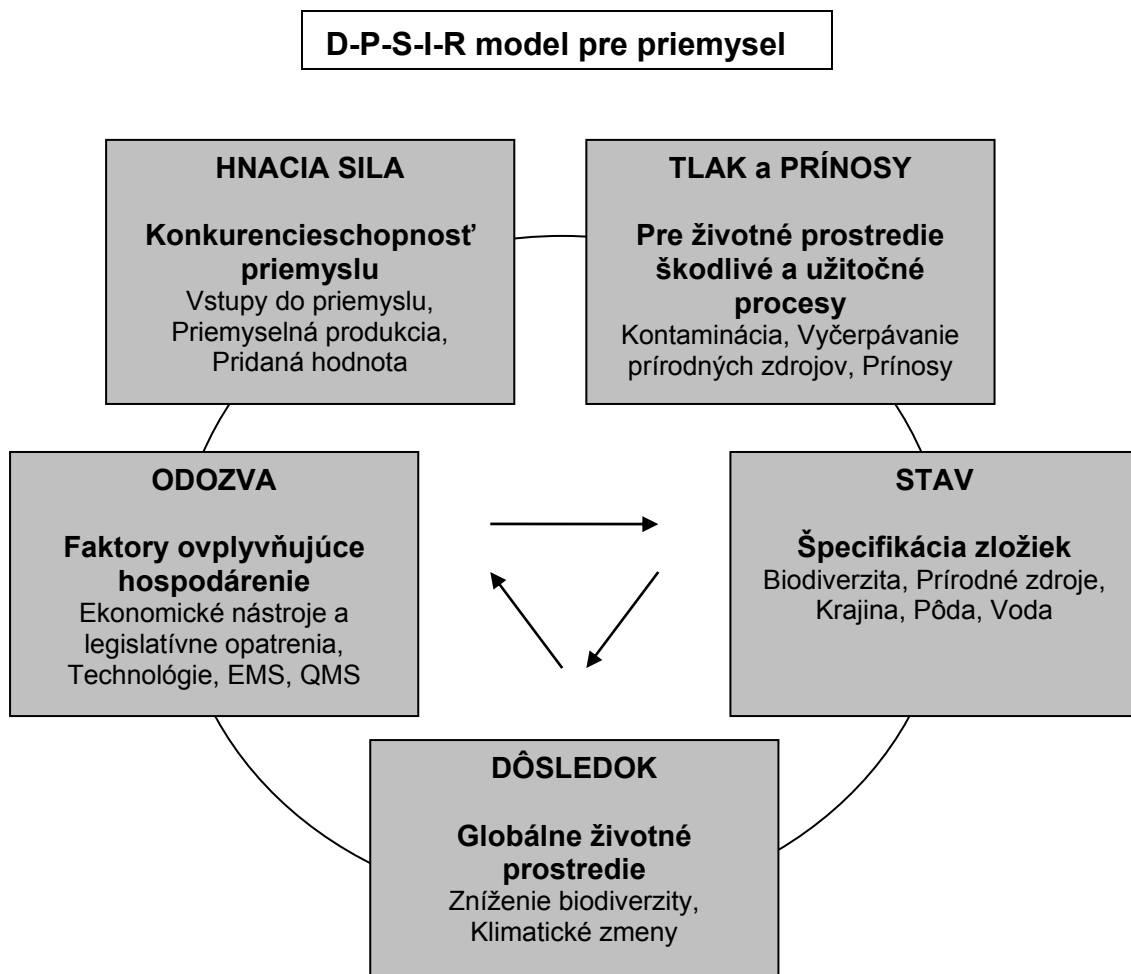 D-P-S-I-R model pre priemysel
HNACIA SILA
Konkurencieschopnosť
priemyslu
Vstupy do priemyslu,
Priemyselná produkcia,
Pridaná hodnota
TLAK a PRÍNOSY
Pre životné prostredie
škodlivé a užitočné
procesy
Kontaminácia, Vyčerpávanie
prírodných zdrojov, Prínosy
ODOZVA
Faktory ovplyvňujúce
hospodárenie
Ekonomické nástroje a
legislatívne opatrenia,
Technológie, EMS, QMS
STAV
Špecifikácia zložiek
Biodiverzita, Prírodné zdroje,
Krajina, Pôda, Voda
DÔSLEDOK
Globálne životné
prostredie
Zníženie biodiverzity,
Klimatické zmeny